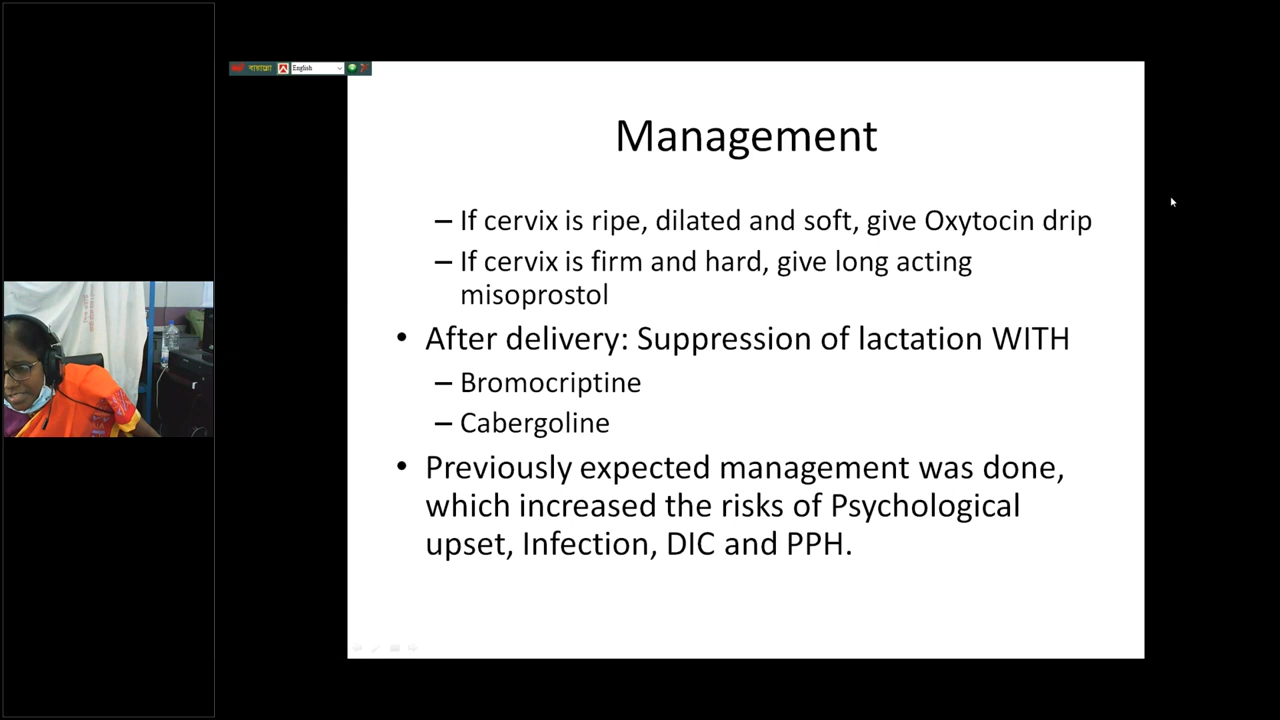 English
Management
– If cervix is ripe, dilated and soft, give Oxytocin drip
– If cervix is firm and hard, give long acting
misoprostol
• After delivery: Suppression of lactation WITH
– Bromocriptine
– Cabergoline
• Previously expected management was done,
which increased the risks of Psychological
upset, Infection, DIC and PPH.